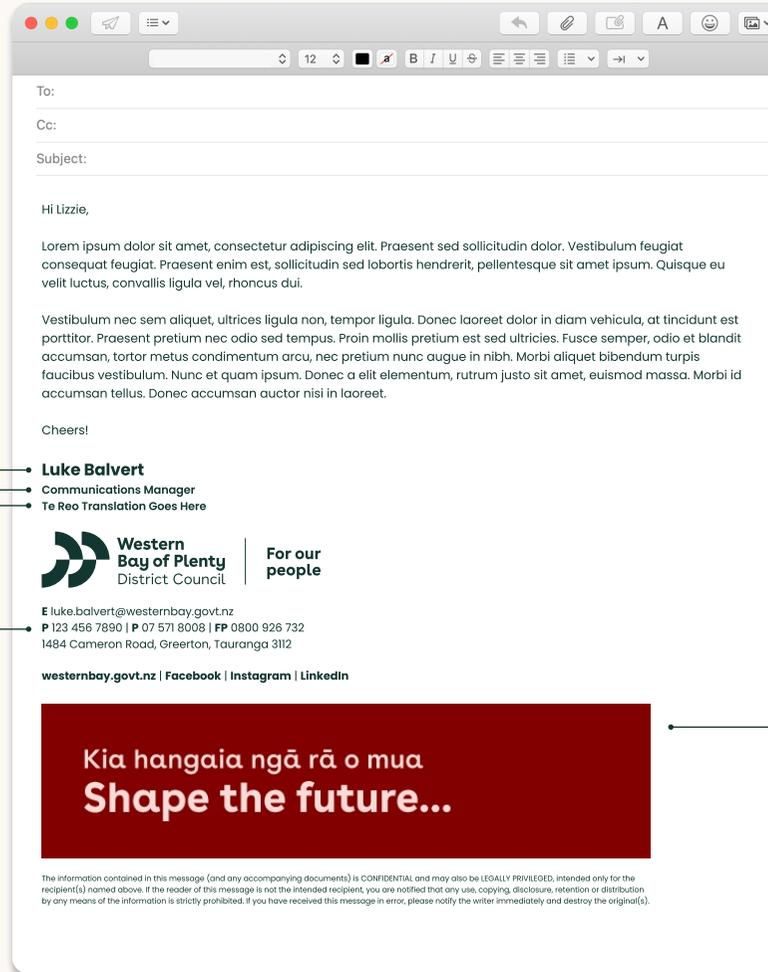 12
a
B I U S
A
To:
Cc:
Subject:
Hi Lizzie,
Lorem ipsum dolor sit amet, consectetur adipiscing elit. Praesent sed sollicitudin dolor. Vestibulum feugiat
consequat feugiat. Praesent enim est, sollicitudin sed lobortis hendrerit, pellentesque sit amet ipsum. Quisque eu
velit luctus, convallis ligula vel, rhoncus dui.
Vestibulum nec sem aliquet, ultrices ligula non, tempor ligula. Donec laoreet dolor in diam vehicula, at tincidunt est
porttitor. Praesent pretium nec odio sed tempus. Proin mollis pretium est sed ultricies. Fusce semper, odio et blandit
accumsan, tortor metus condimentum arcu, nec pretium nunc augue in nibh. Morbi aliquet bibendum turpis
faucibus vestibulum. Nunc et quam ipsum. Donec a elit elementum, rutrum justo sit amet, euismod massa. Morbi id
accumsan tellus. Donec accumsan auctor nisi in laoreet.
Cheers!
Luke Balvert
Communications Manager
Te Reo Translation Goes Here
Western
Bay of Plenty
District Council
For our
people
E luke.balvert@westernbay.govt.nz
P 123 456 7890 | P 07 571 8008 | FP 0800 926 732
1484 Cameron Road, Greerton, Tauranga 3112
westernbay.govt.nz | Facebook | Instagram | LinkedIn
Kia hangaia ngā rā o mua
Shape the future...
The information contained in this message (and any accompanying documents) is CONFIDENTIAL and may also be LEGALLY PRIVILEGED, intended only for the
recipient(s) named above. If the reader of this message is not the intended recipient, you are notified that any use, copying, disclosure, retention or distribution
by any means of the information is strictly prohibited. If you have received this message in error, please notify the writer immediately and destroy the original(s).